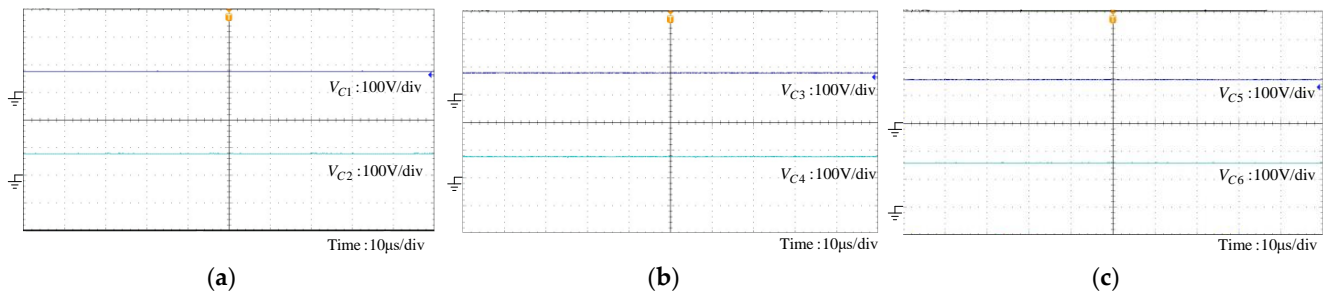 T
V_C1 :100V/div
V_C2 :100V/div
Time :10μs/div
(a)
T
V_C3 :100V/div
V_C4 :100V/div
Time :10μs/div
(b)
T
V_C5 :100V/div
V_C6 :100V/div
Time :10μs/div
(c)